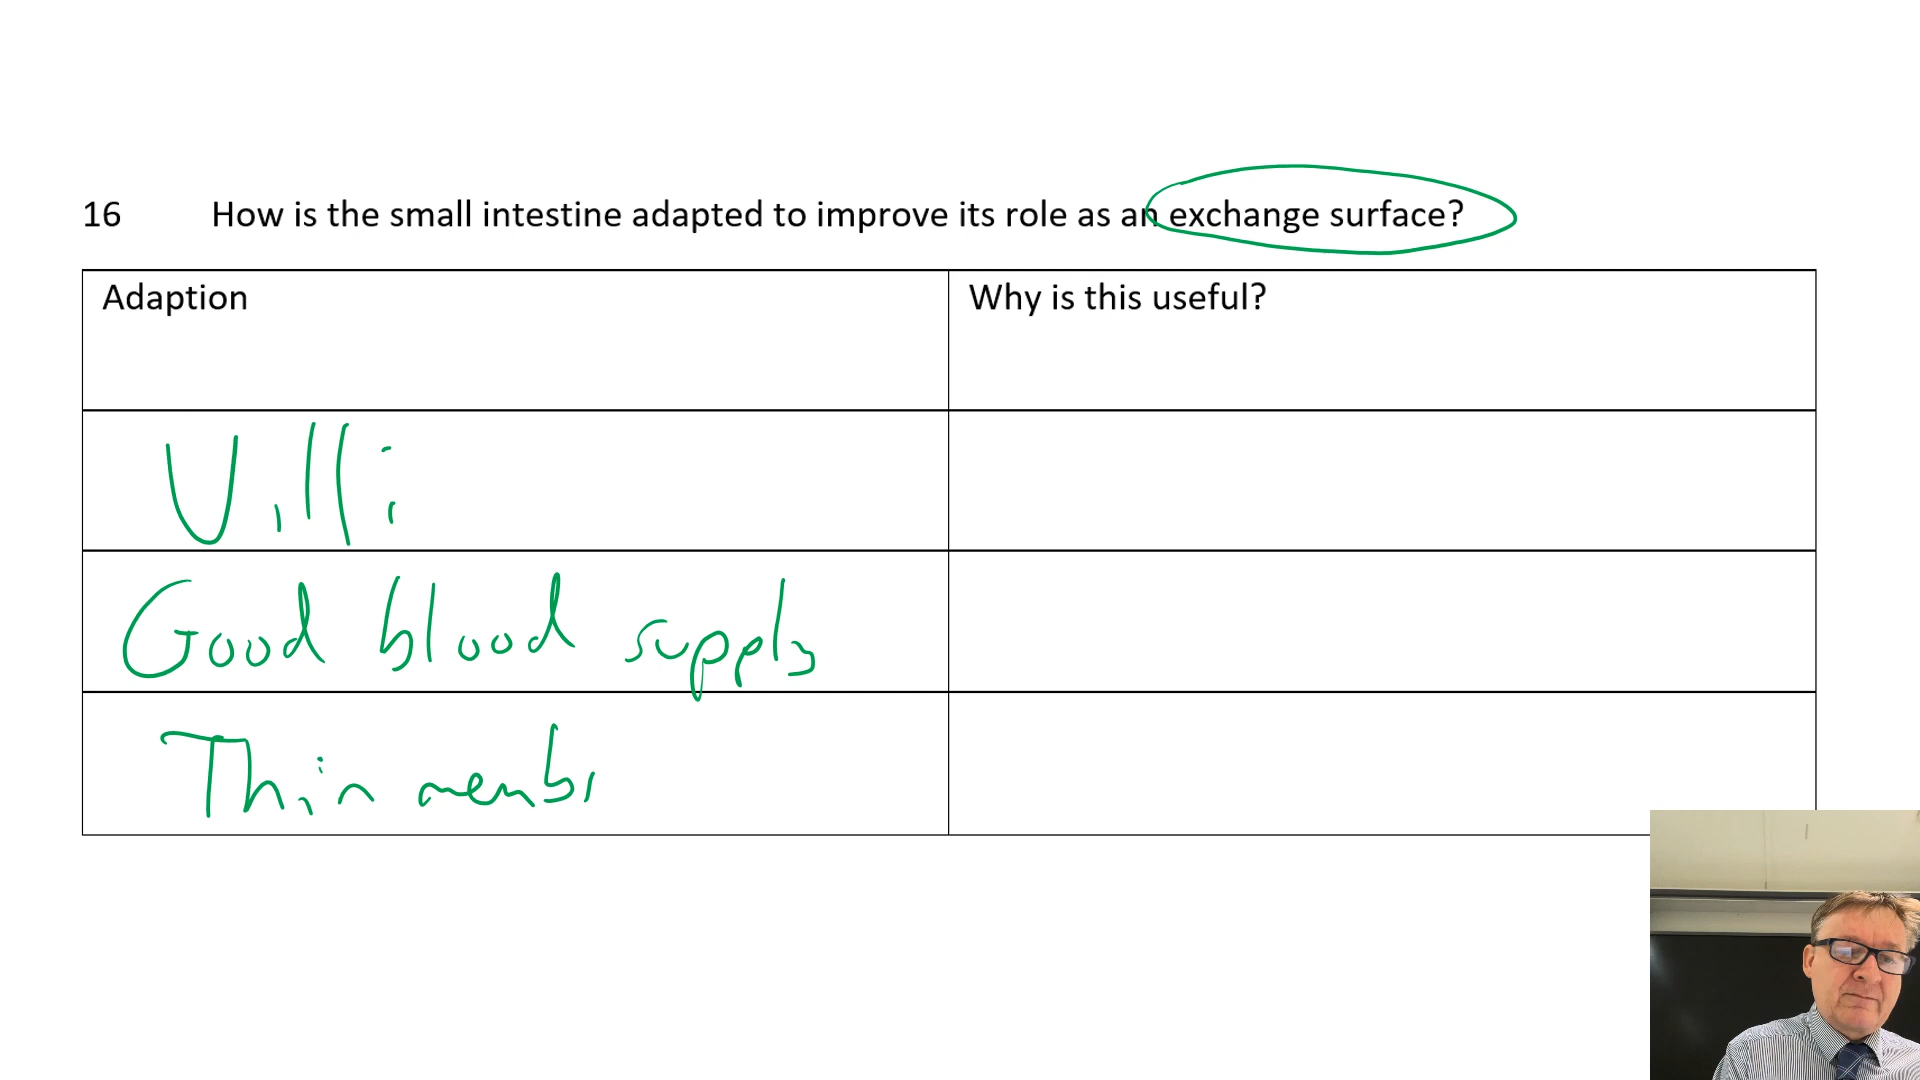 16 How is the small intestine adapted to improve its role as an exchange surface?
Adaption Why is this useful?
Villi
Good blood supply
Thin membr